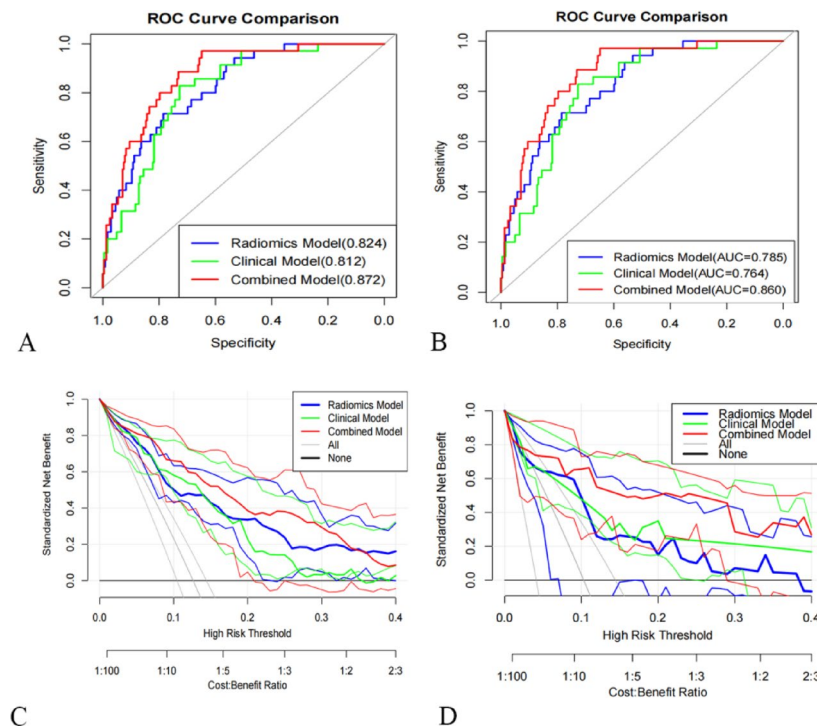 ROC Curve Comparison
1.0
0.8
0.6
0.4
0.2
0.0
Sensitivity
Radiomics Model(0.824)
Clinical Model(0.812)
Combined Model(0.872)
1.0 0.8 0.6 0.4 0.2 0.0
Specificity
A
ROC Curve Comparison
1.0
0.8
0.6
0.4
0.2
0.0
Sensitivity
Radiomics Model(AUC=0.785)
Clinical Model(AUC=0.764)
Combined Model(AUC=0.860)
1.0 0.8 0.6 0.4 0.2 0.0
Specificity
B
1.0
0.8
0.6
0.4
0.2
0.0
Standardized Net Benefit
Radiomics Model
Clinical Model
Combined Model
All
None
0.0 0.1 0.2 0.3 0.4
High Risk Threshold
1:100 1:10 1:5 1:3 1:2 2:3
Cost:Benefit Ratio
C
1.0
0.8
0.6
0.4
0.2
0.0
Standardized Net Benefit
Radiomics Model
Clinical Model
Combined Model
All
None
0.0 0.1 0.2 0.3 0.4
High Risk Threshold
1:100 1:10 1:5 1:3 1:2 2:3
Cost:Benefit Ratio
D